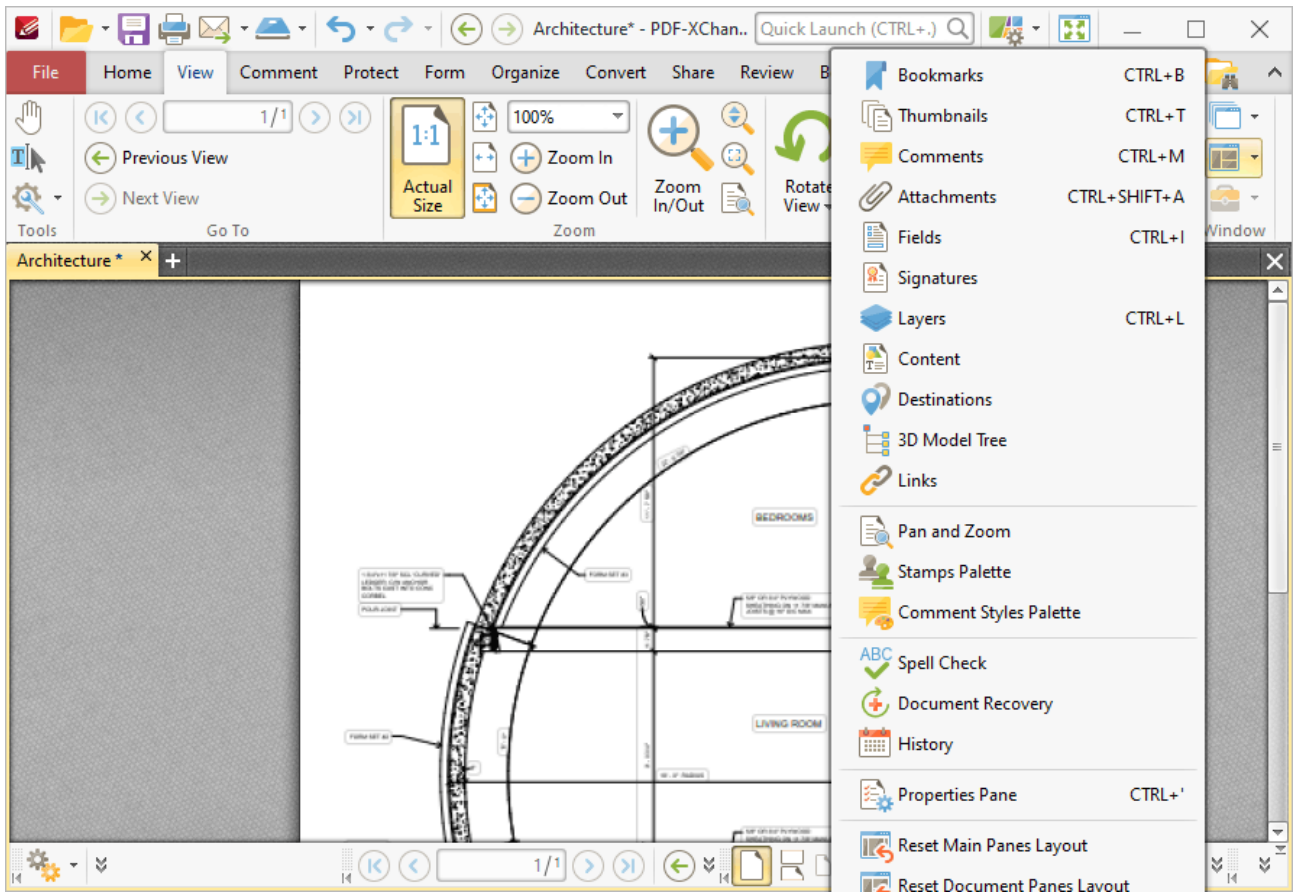 Architecture* - PDF-XChan..
Quick Launch (CTRL+.)
File
Home
View
Comment
Protect
Form
Organize
Convert
Share
Review
B
1/1
Previous View
Next View
Tools
Go To
1:1
Actual
Size
100%
Zoom In
Zoom Out
Zoom
In/Out
Zoom
Rotate
View
Window
Architecture *
Bookmarks CTRL+B
Thumbnails CTRL+T
Comments CTRL+M
Attachments CTRL+SHIFT+A
Fields CTRL+I
Signatures
Layers CTRL+L
Content
Destinations
3D Model Tree
Links
Pan and Zoom
Stamps Palette
Comment Styles Palette
ABC
Spell Check
Document Recovery
History
Properties Pane CTRL+'
Reset Main Panes Layout
Reset Document Panes Layout
BEDROOMS
LIVING ROOM
1/1